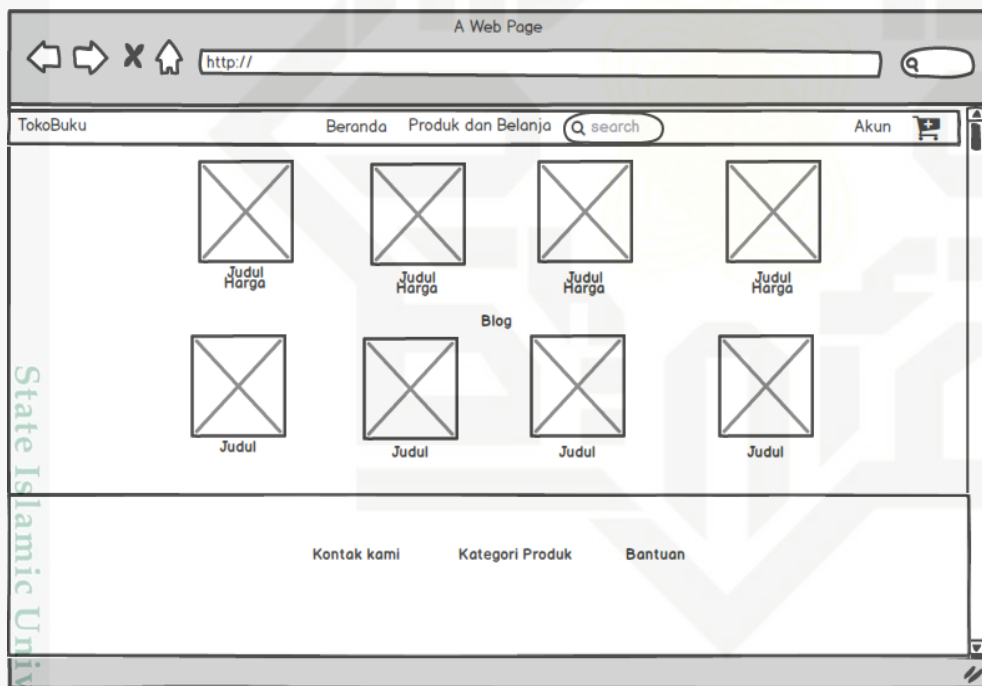 A Web Page
http://
TokoBuku Beranda Produk dan Belanja search Akun
Judul Judul Judul Judul
Harga Harga Harga Harga
Blog
Judul Judul Judul Judul
Kontak kami Kategori Produk Bantuan
State Islamic Univ